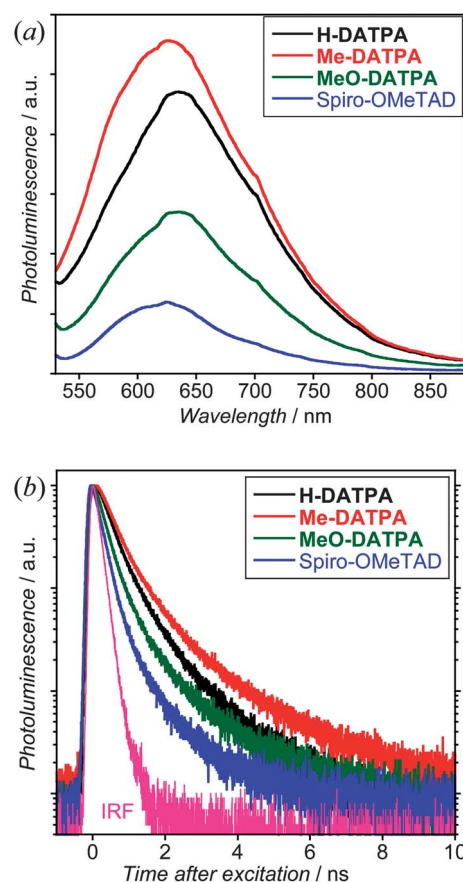 (a)
H-DATPA
Me-DATPA
MeO-DATPA
Spiro-OMeTAD
Photoluminescence / a.u.
550 600 650 700 750 800 850
Wavelength / nm
(b)
H-DATPA
Me-DATPA
MeO-DATPA
Spiro-OMeTAD
Photoluminescence / a.u.
IRF
0 2 4 6 8 10
Time after excitation / ns